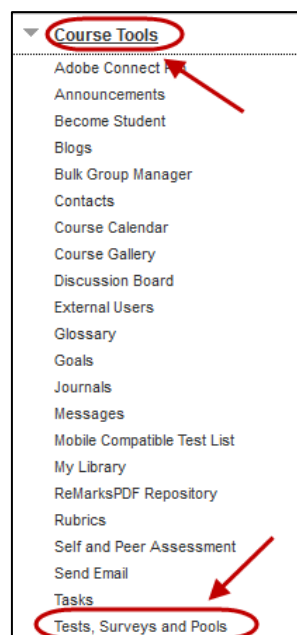 Course Tools
Adobe Connect
Announcements
Become Student
Blogs
Bulk Group Manager
Contacts
Course Calendar
Course Gallery
Discussion Board
External Users
Glossary
Goals
Journals
Messages
Mobile Compatible Test List
My Library
ReMarksPDF Repository
Rubrics
Self and Peer Assessment
Send Email
Tasks
Tests, Surveys and Pools